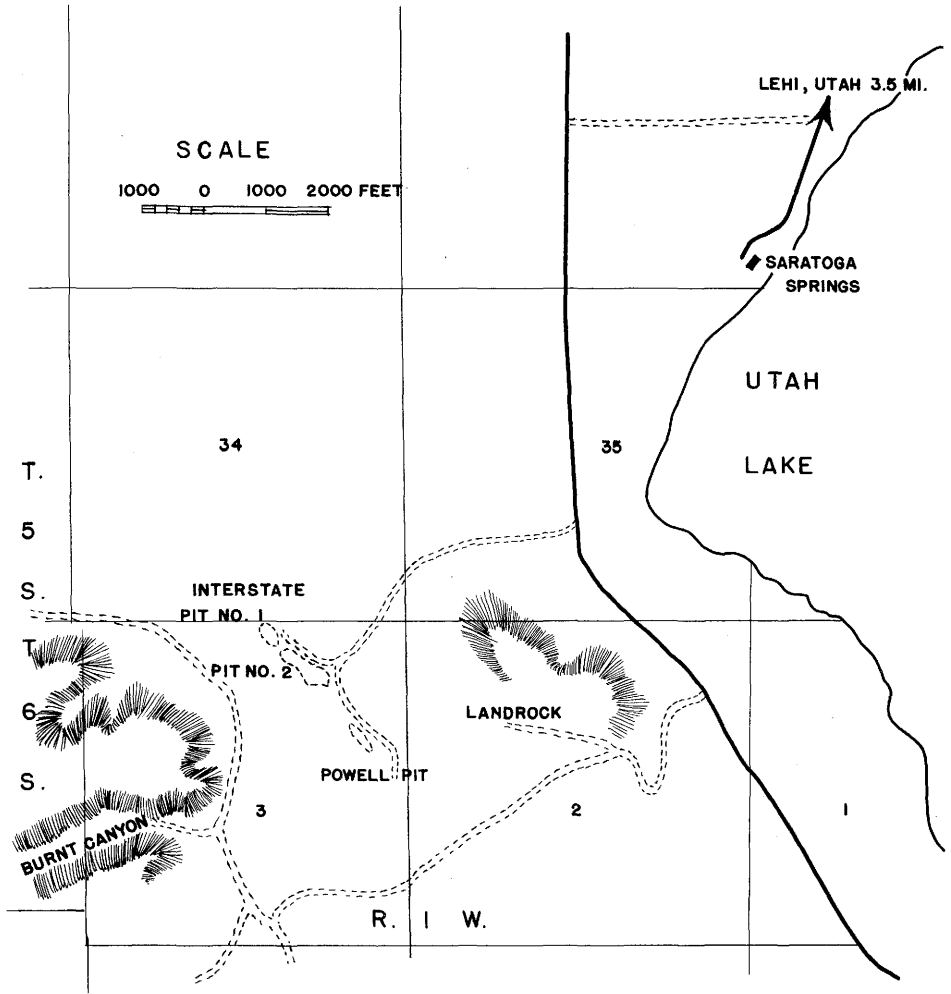 LEHI, UTAH 3.5 MI.
SCALE
1000 0 1000 2000 FEET
SARATOGA
SPRINGS
UTAH
LAKE
34
35
T.
5
S.
INTERSTATE
PIT NO. 1
T
6
S.
PIT NO. 2
LANDROCK
POWELL PIT
3
2
1
BURNT CANYON
R. 1 W.